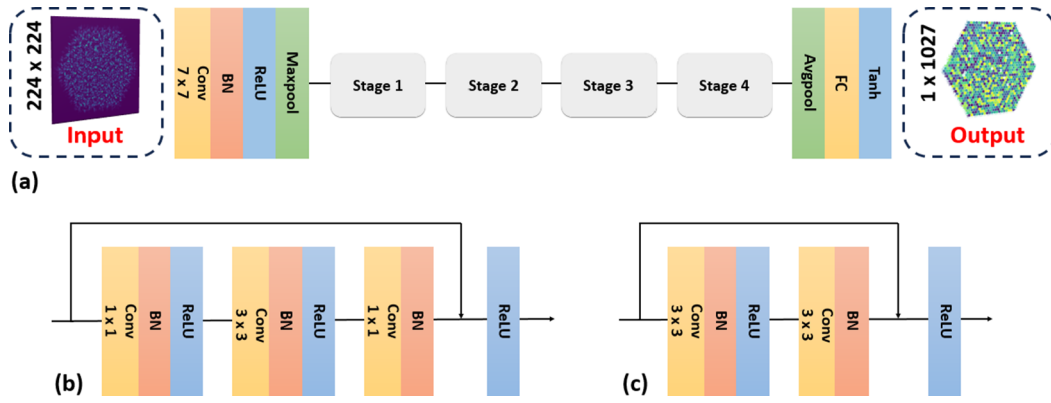 224 x 224
Input
Conv
7 x 7
BN
ReLU
Maxpool
Stage 1
Stage 2
Stage 3
Stage 4
Avgpool
FC
Tanh
1 x 1027
Output
(a)
Conv
1 x 1
BN
ReLU
Conv
3 x 3
BN
ReLU
Conv
1 x 1
BN
ReLU
(b)
Conv
3 x 3
BN
ReLU
Conv
3 x 3
BN
ReLU
(c)